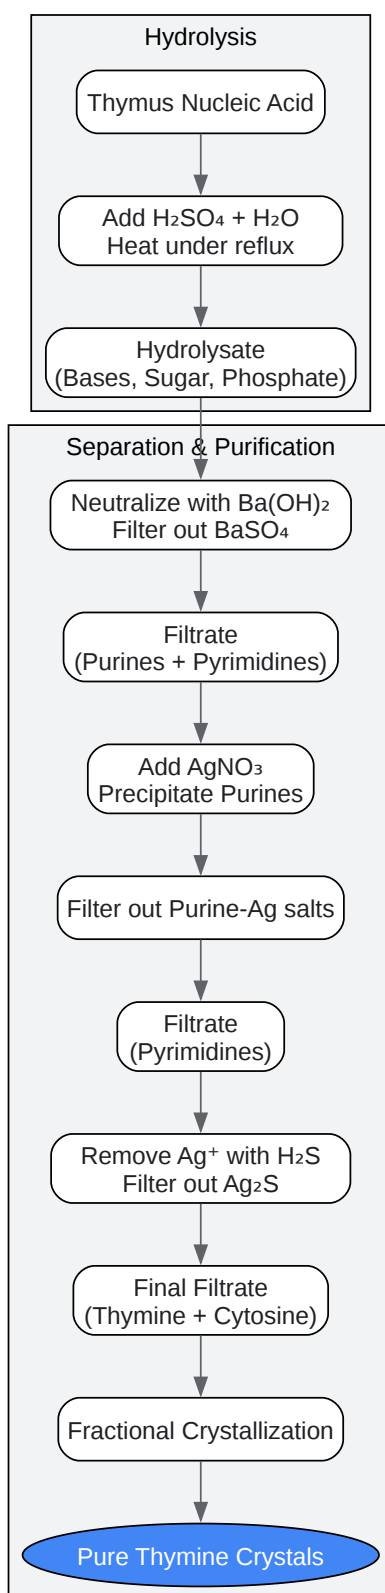 Hydrolysis
Thymus Nucleic Acid
Add H₂SO₄ + H₂O
Heat under reflux
Hydrolysate
(Bases, Sugar, Phosphate)
Separation & Purification
Neutralize with Ba(OH)₂
Filter out BaSO₄
Filtrate
(Purines + Pyrimidines)
Add AgNO₃
Precipitate Purines
Filter out Purine-Ag salts
Filtrate
(Pyrimidines)
Remove Ag⁺ with H₂S
Filter out Ag₂S
Final Filtrate
(Thymine + Cytosine)
Fractional Crystallization
Pure Thymine Crystals